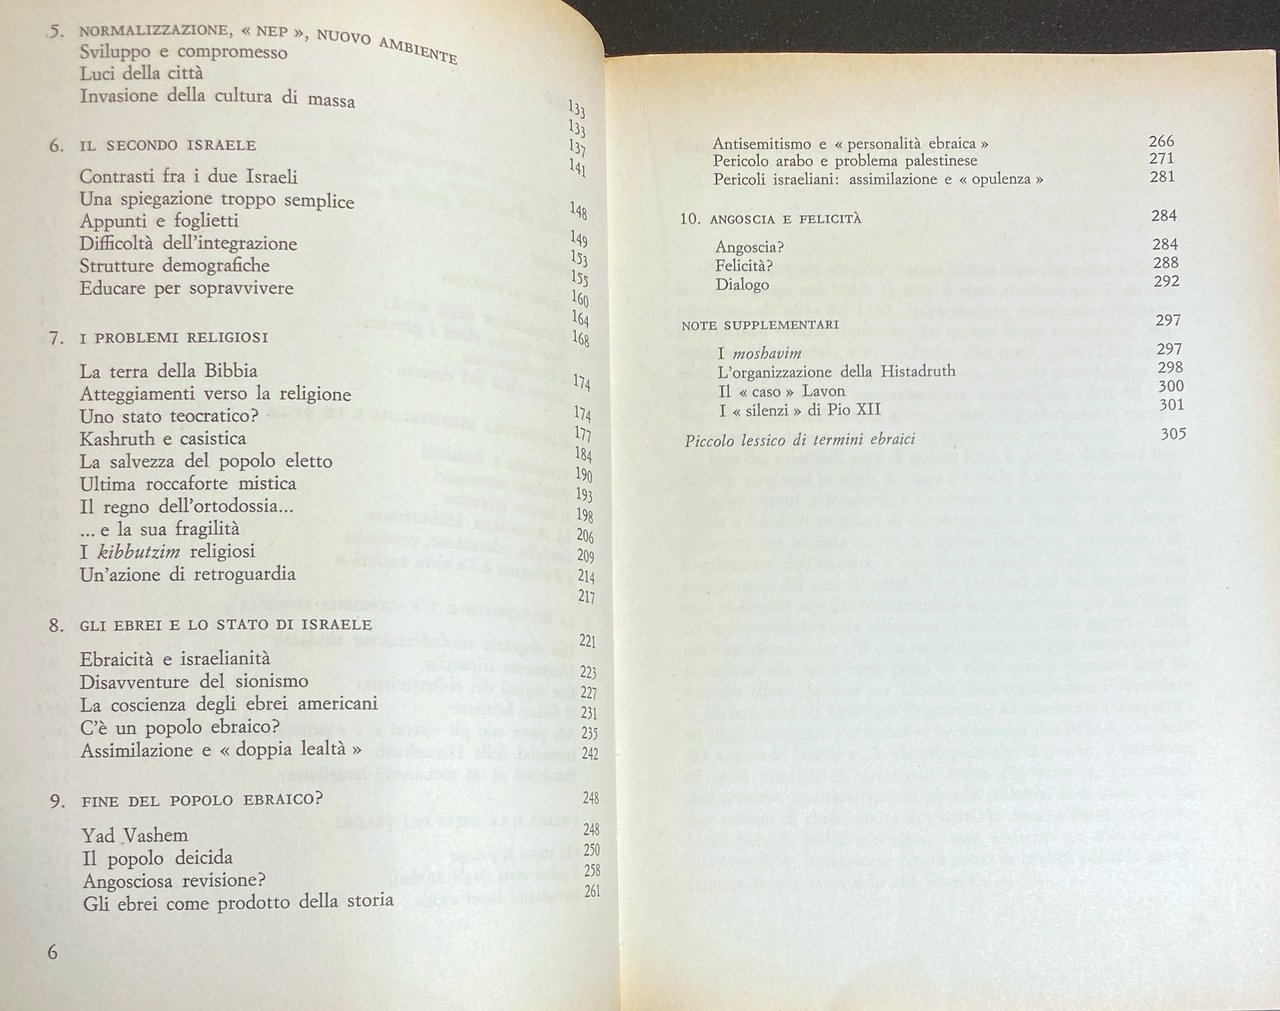 5. NORMALIZZAZIONE, « NEP », NUOVO AMBIENTE 133
Sviluppo e compromesso 133
Luci della città 137
Invasione della cultura di massa 141
6. IL SECONDO ISRAELE 148
Contrasti fra i due Israeli 149
Una spiegazione troppo semplice 153
Appunti e foglietti 155
Difficoltà dell'integrazione 160
Strutture demografiche 164
Educare per sopravvivere 168
7. I PROBLEMI RELIGIOSI 174
La terra della Bibbia 174
Atteggiamenti verso la religione 177
Uno stato teocratico? 184
Kashruth e casistica 190
La salvezza del popolo eletto 193
Ultima roccaforte mistica 198
Il regno dell'ortodossia... 206
... e la sua fragilità 209
I kibbutzim religiosi 214
Un'azione di retroguardia 217
8. GLI EBREI E LO STATO DI ISRAELE 221
Ebraicità e israelianità 223
Disavventure del sionismo 227
La coscienza degli ebrei americani 231
C'è un popolo ebraico? 235
Assimilazione e « doppia lealtà » 242
9. FINE DEL POPOLO EBRAICO? 248
Yad Vashem 248
Il popolo deicida 250
Angosciosa revisione? 258
Gli ebrei come prodotto della storia 261
6
Antisemitismo e « personalità ebraica » 266
Pericolo arabo e problema palestinese 271
Pericoli israeliani: assimilazione e « opulenza » 281
10. ANGOSCIA E FELICITÀ 284
Angoscia? 284
Felicità? 288
Dialogo 292
NOTE SUPPLEMENTARI 297
I moshavim 297
L'organizzazione della Histadruth 298
Il « caso » Lavon 300
I « silenzi » di Pio XII 301
Piccolo lessico di termini ebraici 305